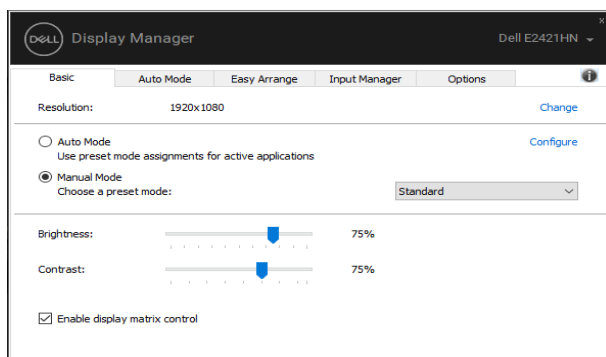 DELL Display Manager Dell E2421HN
Basic Auto Mode Easy Arrange Input Manager Options
Resolution: 1920x1080 Change
Auto Mode Configure
Use preset mode assignments for active applications
Manual Mode
Choose a preset mode: Standard
Brightness: 75%
Contrast: 75%
Enable display matrix control